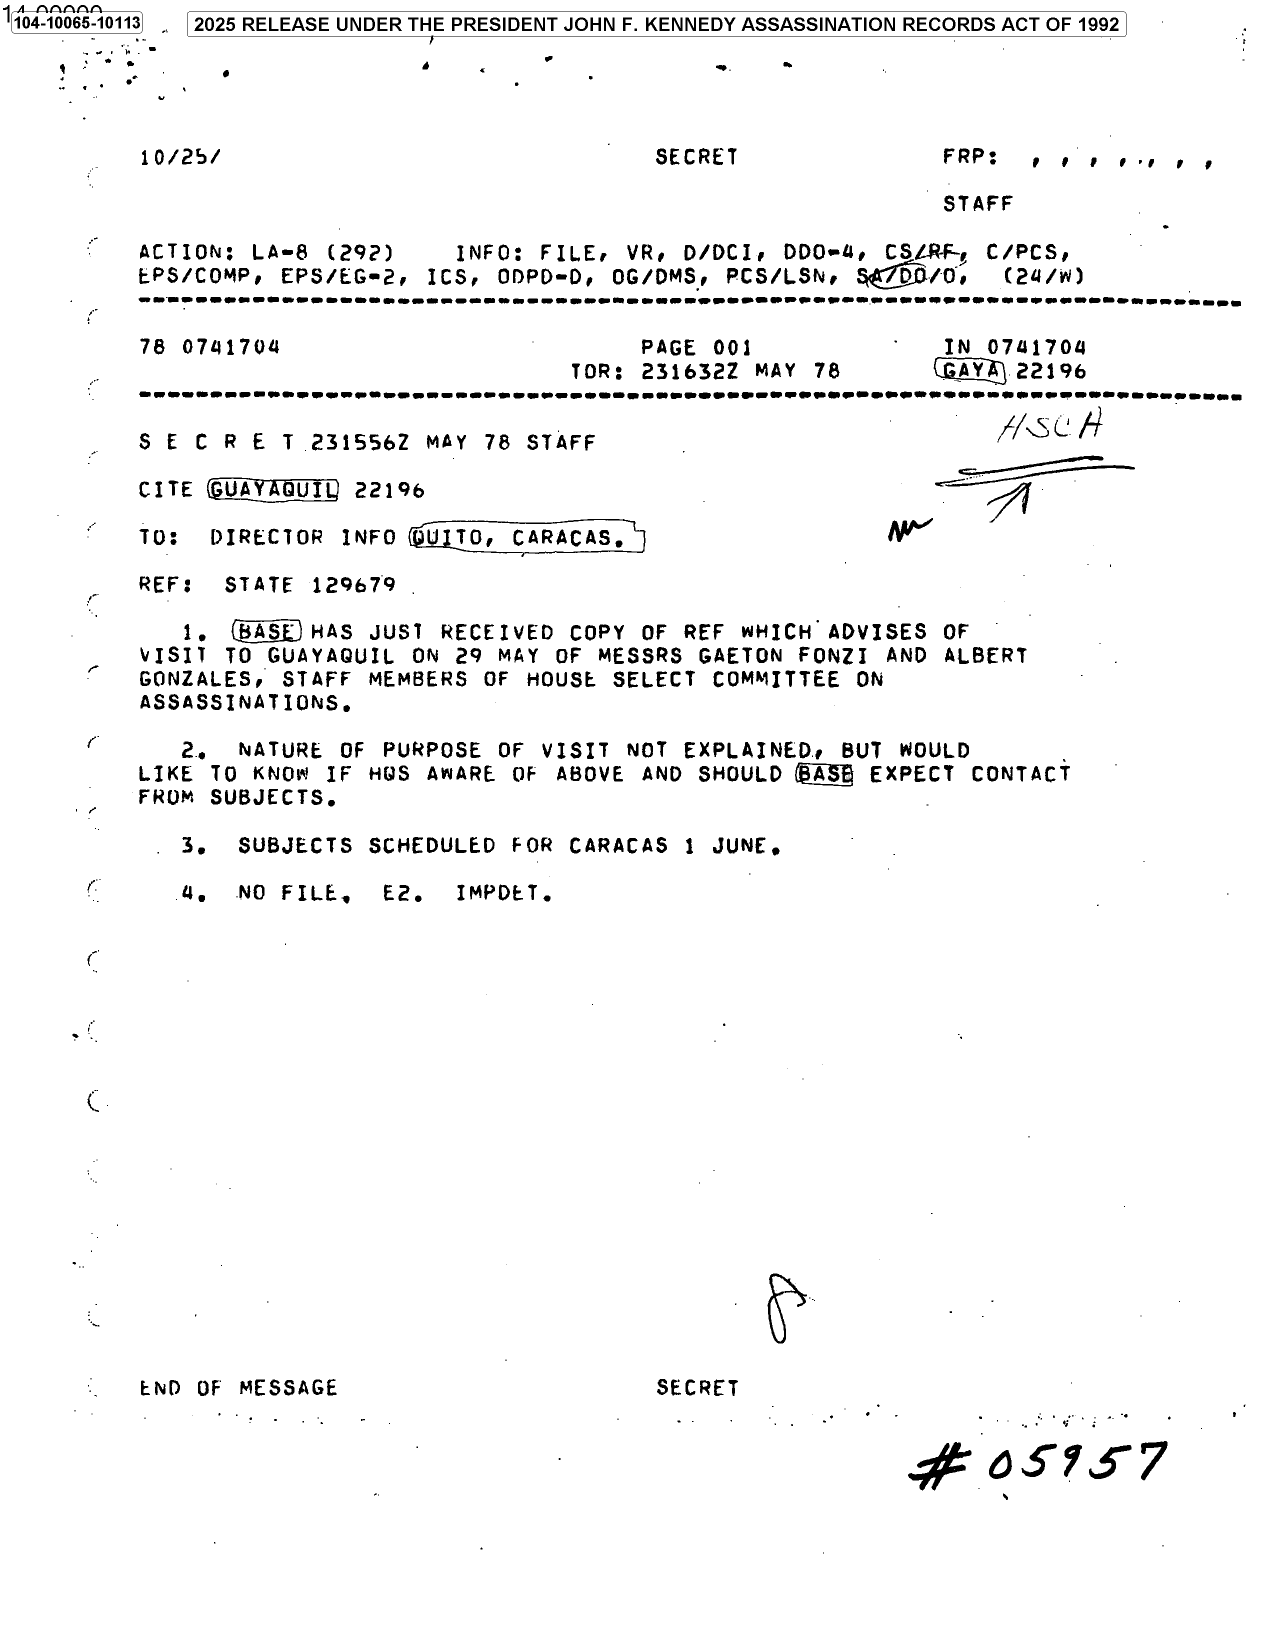 104-10065-10113
2025 RELEASE UNDER THE PRESIDENT JOHN F. KENNEDY ASSASSINATION RECORDS ACT OF 1992
10/25/ SECRET FRP: , , , , , , ,
STAFF
ACTION: LA-8 (292) INFO: FILE, VR, D/DCI, DDO-4, CS/RF, C/PCS,
EPS/COMP, EPS/EG-2, ICS, ODPD-D, OG/DMS, PCS/LSN, SA/DO/O, (24/W)
78 0741704 PAGE 001 IN 0741704
TOR: 231632Z MAY 78 GAYA 22196
HSCA
S E C R E T 231556Z MAY 78 STAFF
CITE GUAYAQUIL 22196
TO: DIRECTOR INFO QUITO, CARACAS.
REF: STATE 129679
1. BASE HAS JUST RECEIVED COPY OF REF WHICH ADVISES OF
VISIT TO GUAYAQUIL ON 29 MAY OF MESSRS GAETON FONZI AND ALBERT
GONZALES, STAFF MEMBERS OF HOUSE SELECT COMMITTEE ON
ASSASSINATIONS.
2. NATURE OF PURPOSE OF VISIT NOT EXPLAINED, BUT WOULD
LIKE TO KNOW IF HQS AWARE OF ABOVE AND SHOULD BASE EXPECT CONTACT
FROM SUBJECTS.
3. SUBJECTS SCHEDULED FOR CARACAS 1 JUNE.
4. NO FILE. E2. IMPDET.
END OF MESSAGE SECRET
# 05957